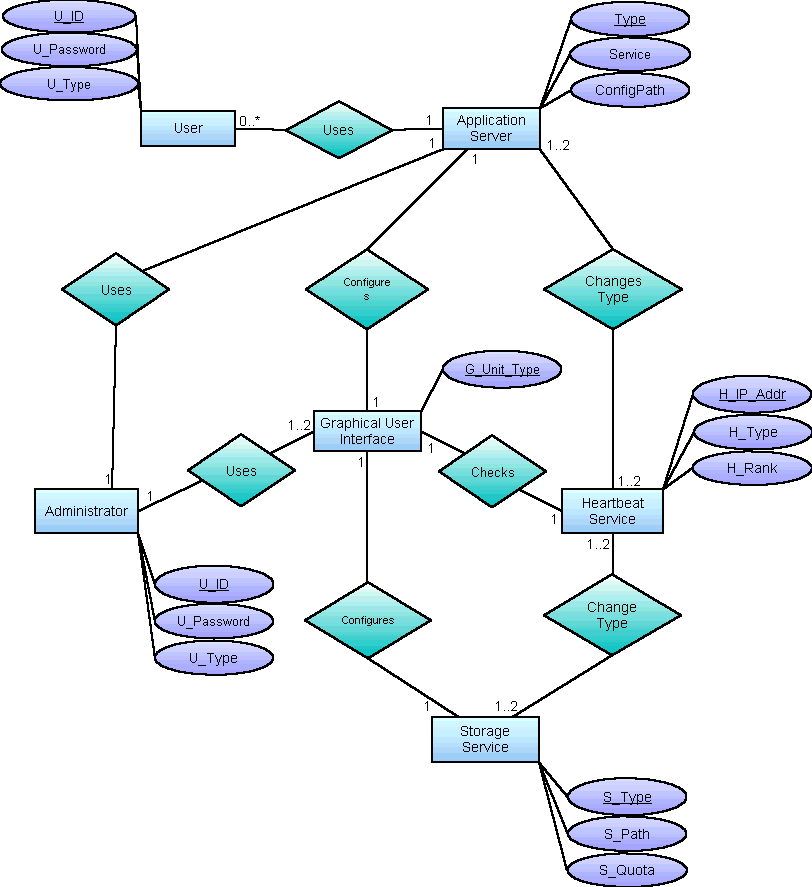 U_ID
U_Password
U_Type
Type
Service
ConfigPath
User
0..*
Uses
1
Application
Server
1
1
1..2
Uses
Configure
s
Changes
Type
G_Unit_Type
1
1..2
Graphical User
Interface
1
1
H_IP_Addr
H_Type
H_Rank
Uses
Checks
1
1
Administrator
1..2
1
Heartbeat
Service
1..2
U_ID
U_Password
U_Type
Configures
Change
Type
1
1..2
Storage
Service
S_Type
S_Path
S_Quota